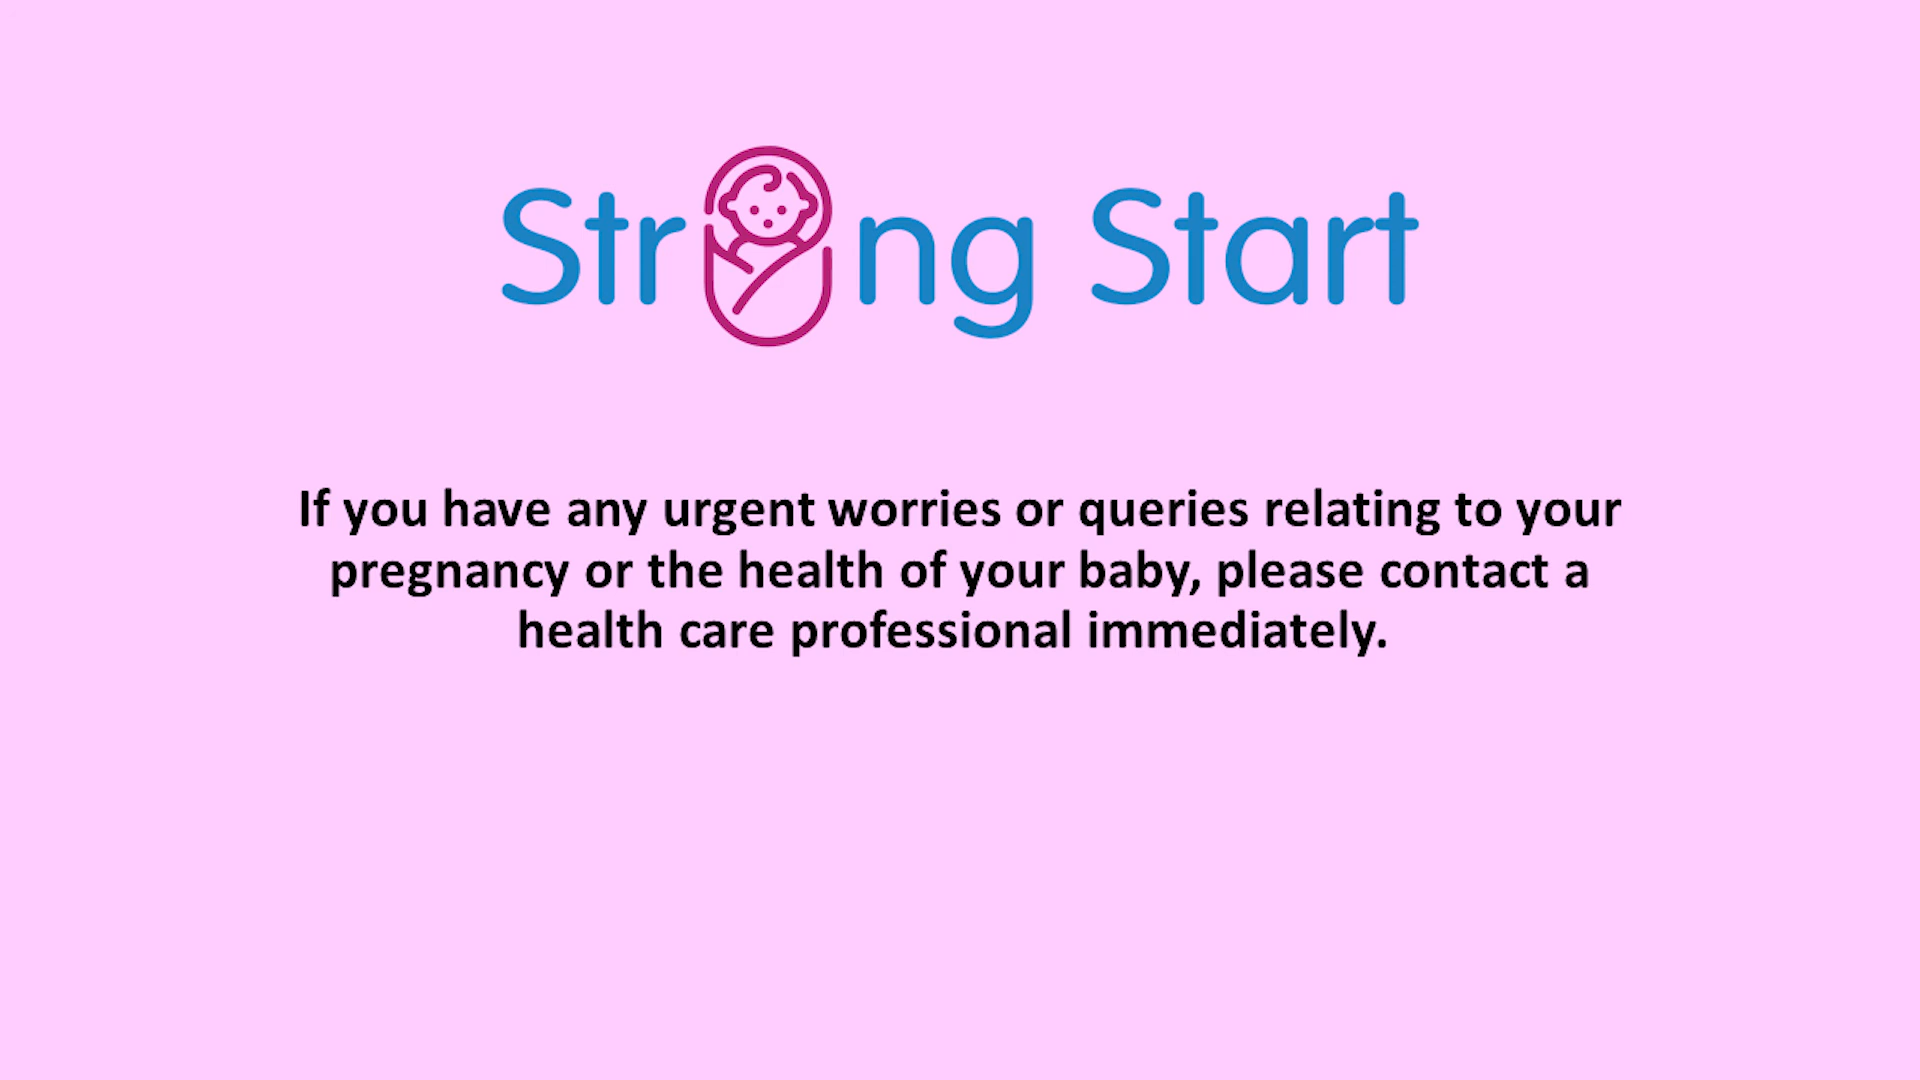 Strong Start
If you have any urgent worries or queries relating to your
pregnancy or the health of your baby, please contact a
health care professional immediately.